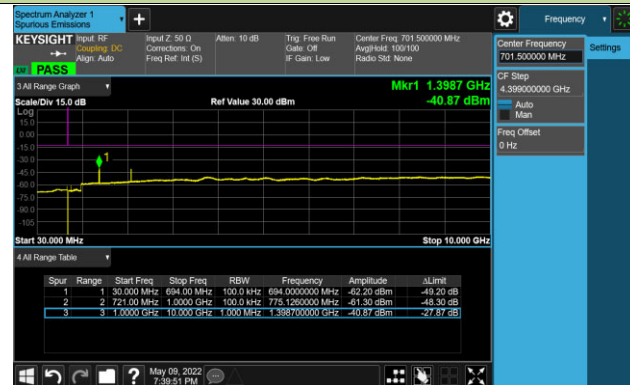 Spectrum Analyzer 1
Spurious Emissions
Frequency
KEYSIGHT
Input: RF
Coupling: DC
Align: Auto
Input Z: 50 Ω
Corrections: On
Freq Ref: Int (S)
Atten: 10 dB
Trig: Free Run
Gate: Off
IF Gain: Low
Center Freq: 701.500000 MHz
Avg|Hold: 100/100
Radio Std: None
PASS
Center Frequency
701.500000 MHz
Settings
CF Step
4.399000000 GHz
Auto
Man
Freq Offset
0 Hz
3 All Range Graph
Mkr1 1.3987 GHz
Scale/Div 15.0 dB
Ref Value 30.00 dBm
-40.87 dBm
Log
15.0
0.00
-15.0
-30.0
-45.0
-60.0
-75.0
-90.0
-105
1
Start 30.000 MHz
Stop 10.000 GHz
4 All Range Table
Spur Range Start Freq Stop Freq RBW Frequency Amplitude ΔLimit
1 1 30.000 MHz 694.00 MHz 100.0 kHz 694.0000000 MHz -62.20 dBm -49.20 dB
2 2 721.00 MHz 1.0000 GHz 100.0 kHz 775.1260000 MHz -61.30 dBm -48.30 dB
3 3 1.0000 GHz 10.000 GHz 1.000 MHz 1.398700000 GHz -40.87 dBm -27.87 dB
?
May 09, 2022
7:39:51 PM